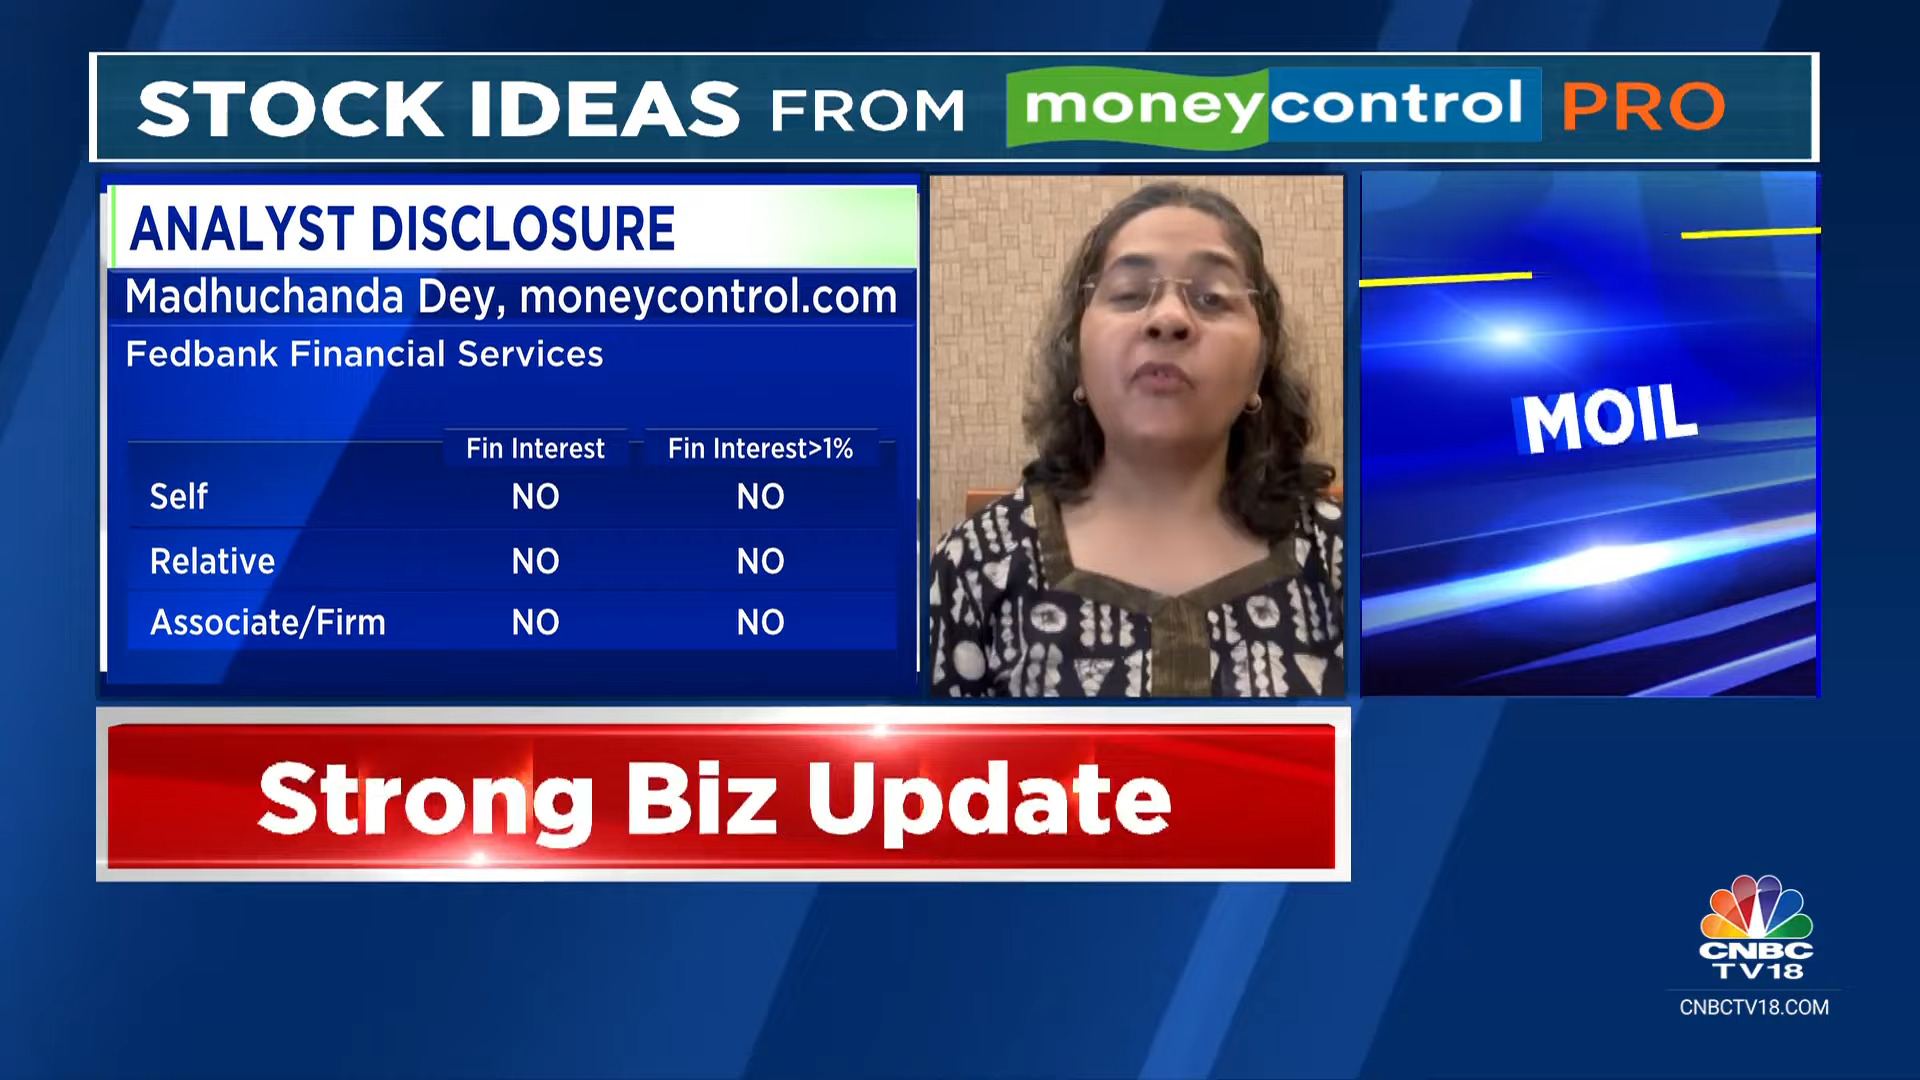 STOCK IDEAS FROM moneycontrol PRO
ANALYST DISCLOSURE
Madhuchanda Dey, moneycontrol.com
Fedbank Financial Services
Fin Interest Fin Interest>1%
Self NO NO
Relative NO NO
Associate/Firm NO NO
MOIL
Strong Biz Update
CNBC
TV18
CNBCTV18.COM